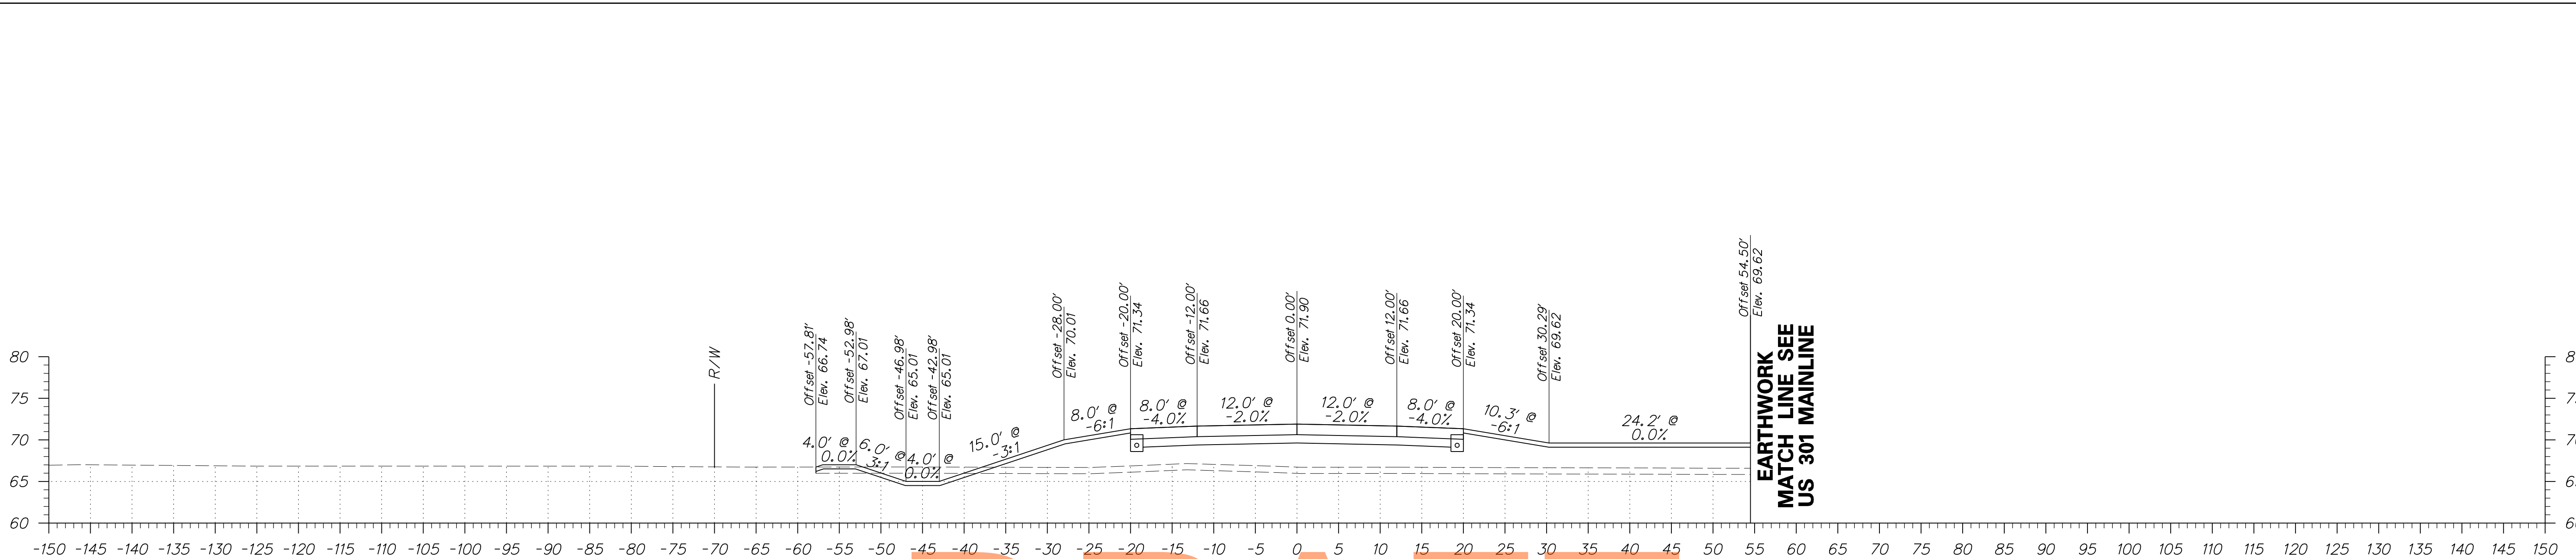 Offset 54.50'
Elev. 69.62
Offset -57.81'
Elev. 66.74
Offset -52.98'
Elev. 67.01
Offset -46.98'
Elev. 65.01
Offset -42.98'
Elev. 65.01
Offset -28.00'
Elev. 70.01
Offset -20.00'
Elev. 71.34
Offset -12.00'
Elev. 71.66
Offset 0.00'
Elev. 71.90
Offset 12.00'
Elev. 71.66
Offset 20.00'
Elev. 71.34
Offset 30.29'
Elev. 69.62
R/W
EARTHWORK
MATCH LINE SEE
US 301 MAINLINE
4.0' @
0.0%
6.0' @
3:1
4.0' @
0.0%
15.0' @
-3:1
8.0' @
-6:1
8.0' @
-4.0%
12.0' @
-2.0%
12.0' @
-2.0%
8.0' @
-4.0%
10.3' @
-6:1
24.2' @
0.0%
80
75
70
65
60
-150 -145 -140 -135 -130 -125 -120 -115 -110 -105 -100 -95 -90 -85 -80 -75 -70 -65 -60 -55 -50 -45 -40 -35 -30 -25 -20 -15 -10 -5 0 5 10 15 20 25 30 35 40 45 50 55 60 65 70 75 80 85 90 95 100 105 110 115 120 125 130 135 140 145 150